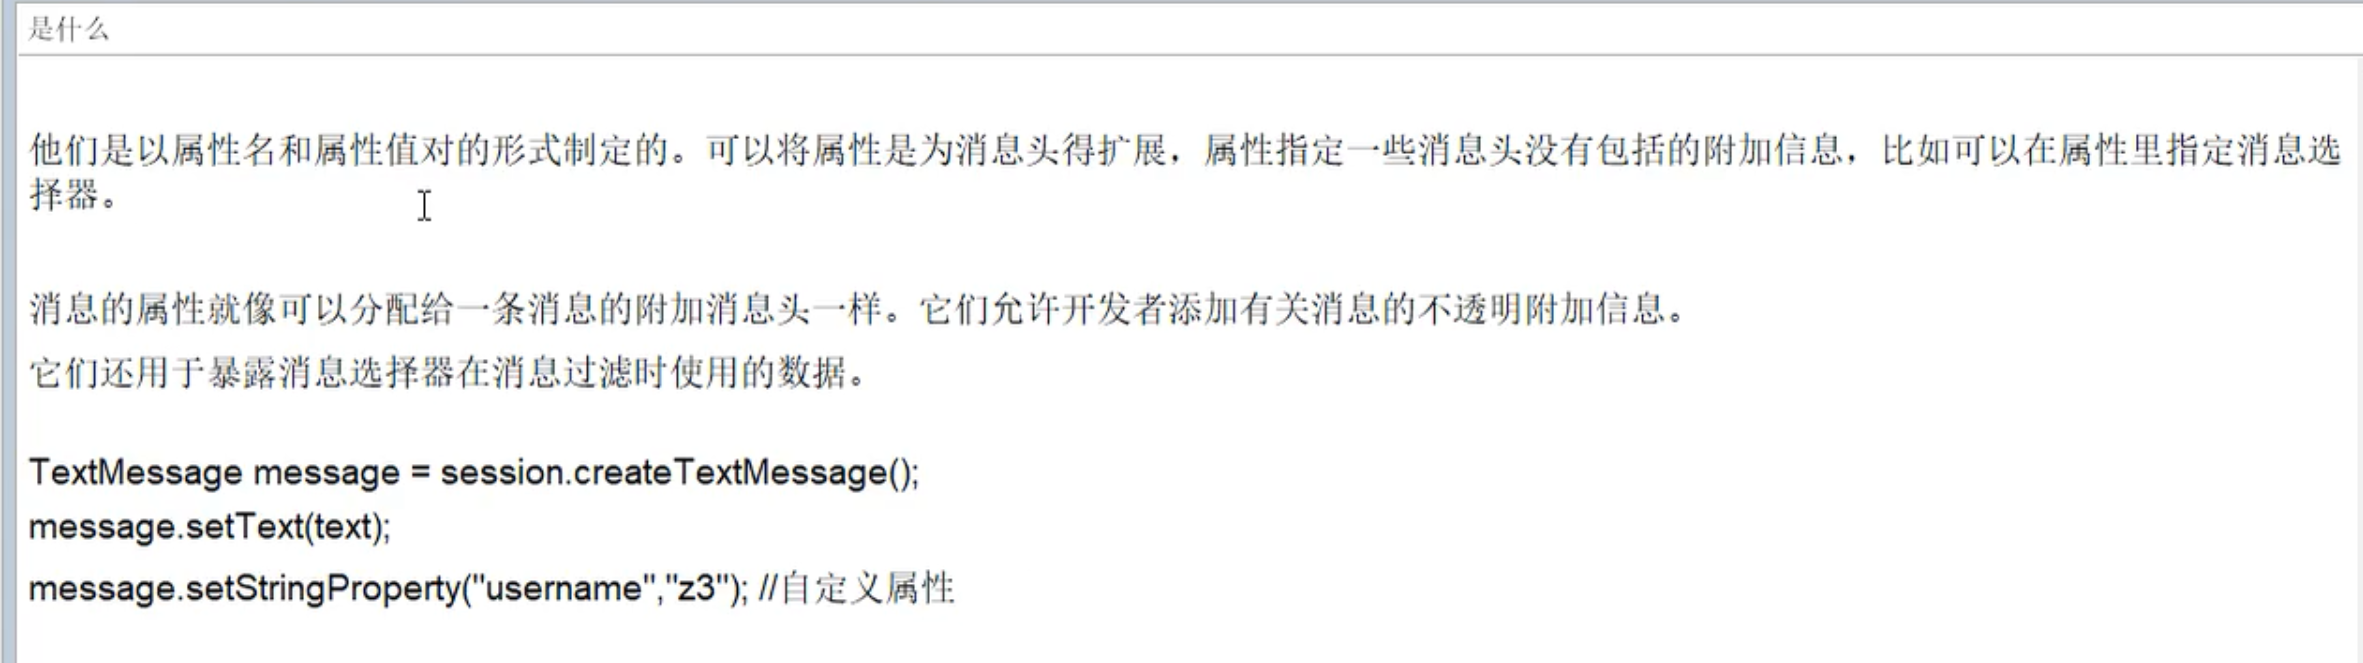 是什么
他们是以属性名和属性值对的形式制定的。可以将属性是为消息头得扩展，属性指定一些消息头没有包括的附加信息，比如可以在属性里指定消息选
择器。
消息的属性就像可以分配给一条消息的附加消息头一样。它们允许开发者添加有关消息的不透明附加信息。
它们还用于暴露消息选择器在消息过滤时使用的数据。
TextMessage message = session.createTextMessage();
message.setText(text);
message.setStringProperty("username","z3"); //自定义属性